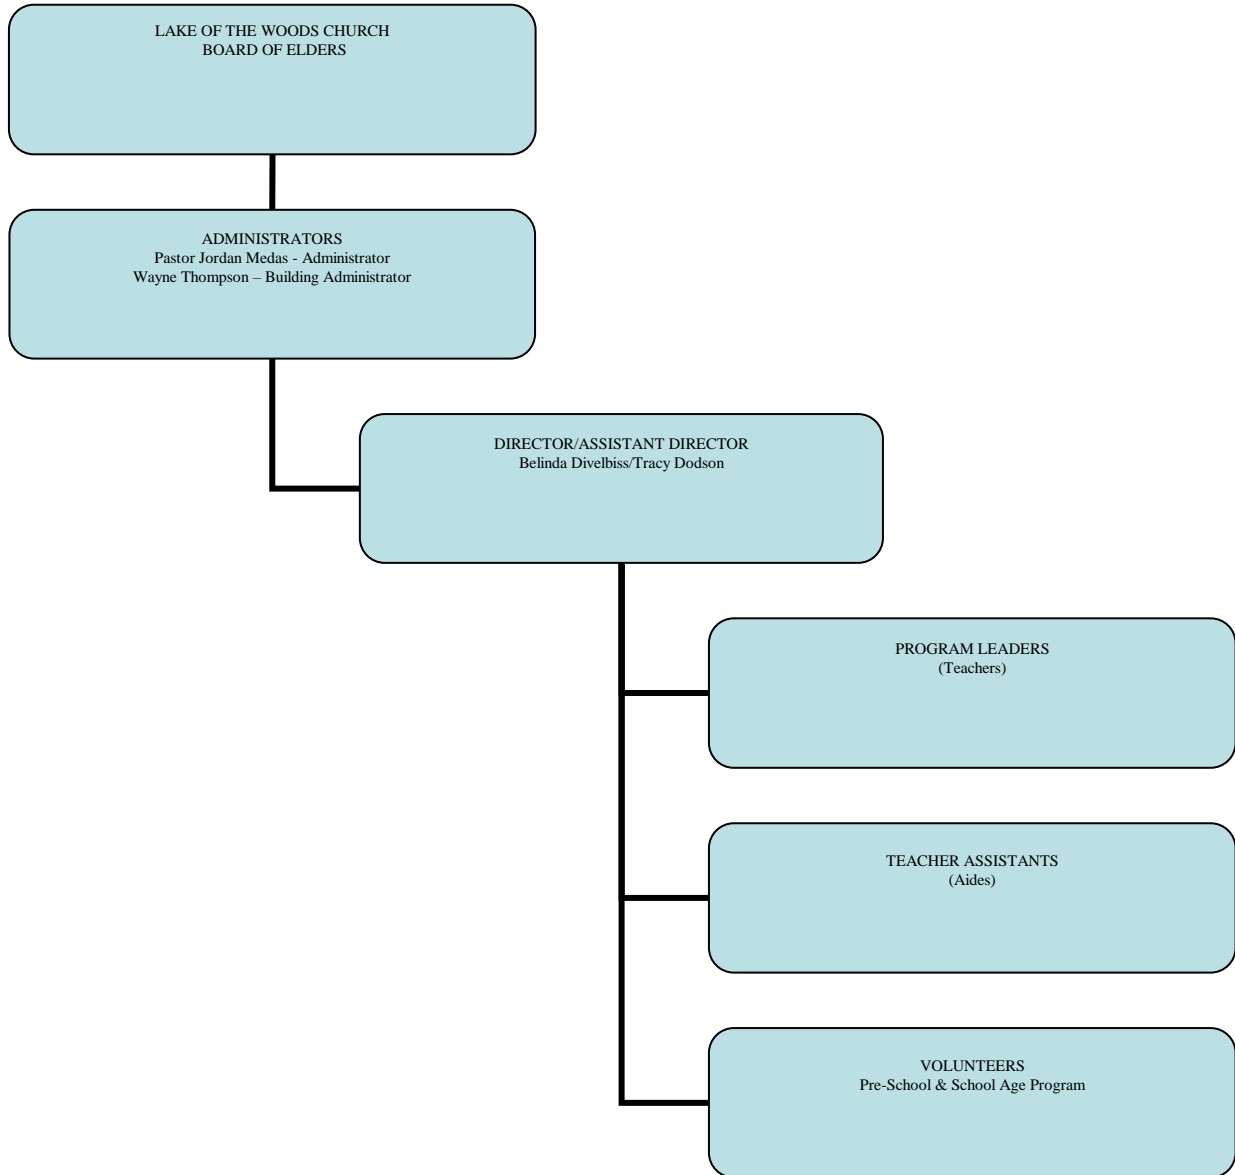 LAKE OF THE WOODS CHURCH
BOARD OF ELDERS
ADMINISTRATORS
Pastor Jordan Medas - Administrator
Wayne Thompson – Building Administrator
DIRECTOR/ASSISTANT DIRECTOR
Belinda Divelbiss/Tracy Dodson
PROGRAM LEADERS
(Teachers)
TEACHER ASSISTANTS
(Aides)
VOLUNTEERS
Pre-School & School Age Program